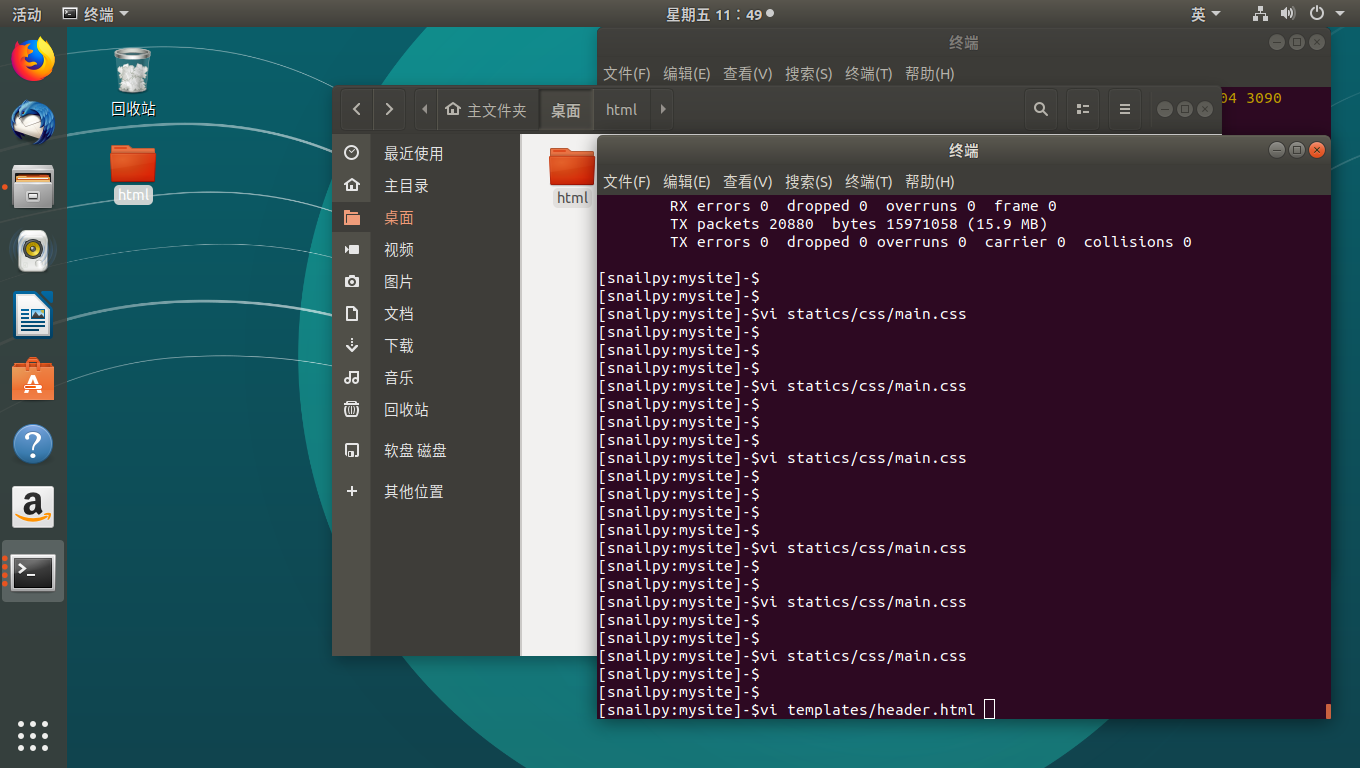 活动
终端
星期五 11：49
英
回收站
html
终端
文件(F) 编辑(E) 查看(V) 搜索(S) 终端(T) 帮助(H)
04 3090
主文件夹
桌面
html
最近使用
主目录
桌面
视频
图片
文档
下载
音乐
回收站
软盘 磁盘
其他位置
html
终端
文件(F) 编辑(E) 查看(V) 搜索(S) 终端(T) 帮助(H)
RX errors 0  dropped 0  overruns 0  frame 0
TX packets 20880  bytes 15971058 (15.9 MB)
TX errors 0  dropped 0 overruns 0  carrier 0  collisions 0
[snailpy:mysite]-$
[snailpy:mysite]-$
[snailpy:mysite]-$vi statics/css/main.css
[snailpy:mysite]-$
[snailpy:mysite]-$
[snailpy:mysite]-$
[snailpy:mysite]-$vi statics/css/main.css
[snailpy:mysite]-$
[snailpy:mysite]-$
[snailpy:mysite]-$
[snailpy:mysite]-$vi statics/css/main.css
[snailpy:mysite]-$
[snailpy:mysite]-$
[snailpy:mysite]-$
[snailpy:mysite]-$
[snailpy:mysite]-$vi statics/css/main.css
[snailpy:mysite]-$
[snailpy:mysite]-$
[snailpy:mysite]-$vi statics/css/main.css
[snailpy:mysite]-$
[snailpy:mysite]-$
[snailpy:mysite]-$vi statics/css/main.css
[snailpy:mysite]-$
[snailpy:mysite]-$
[snailpy:mysite]-$vi templates/header.html